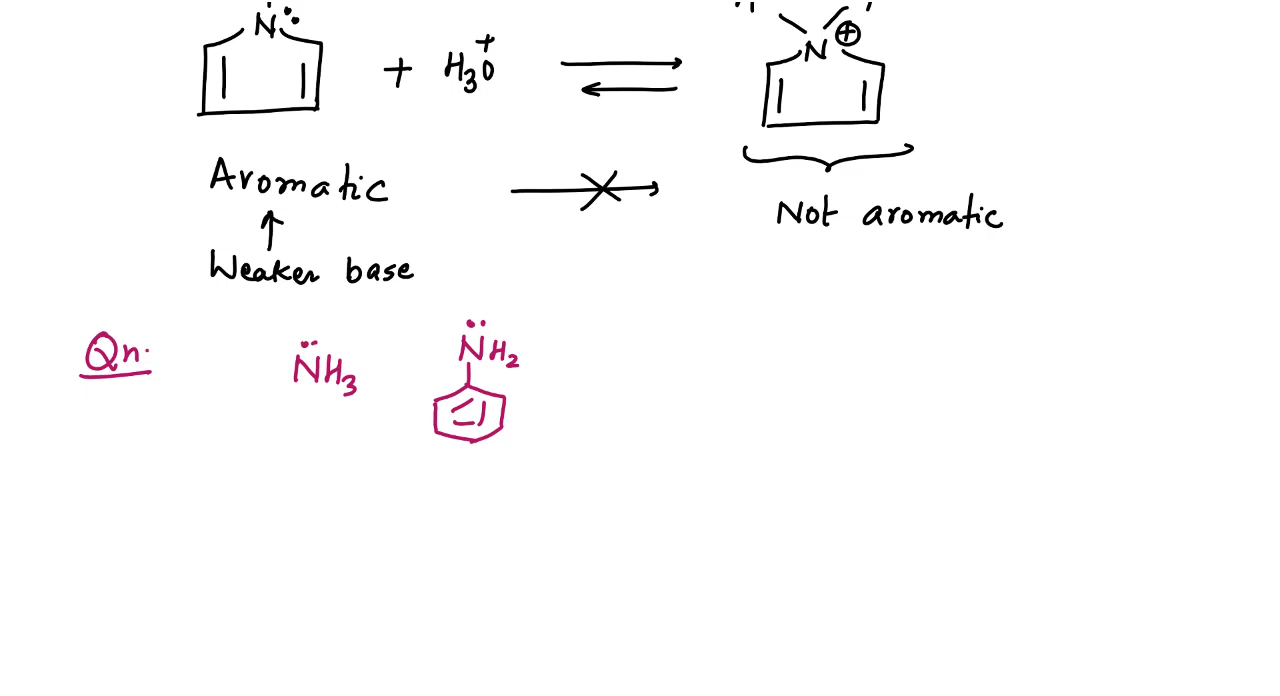 N + H₃O⁺ ⇌ N ⊕
Aromatic Not aromatic
Weaker base
Qn. NH₃ NH₂